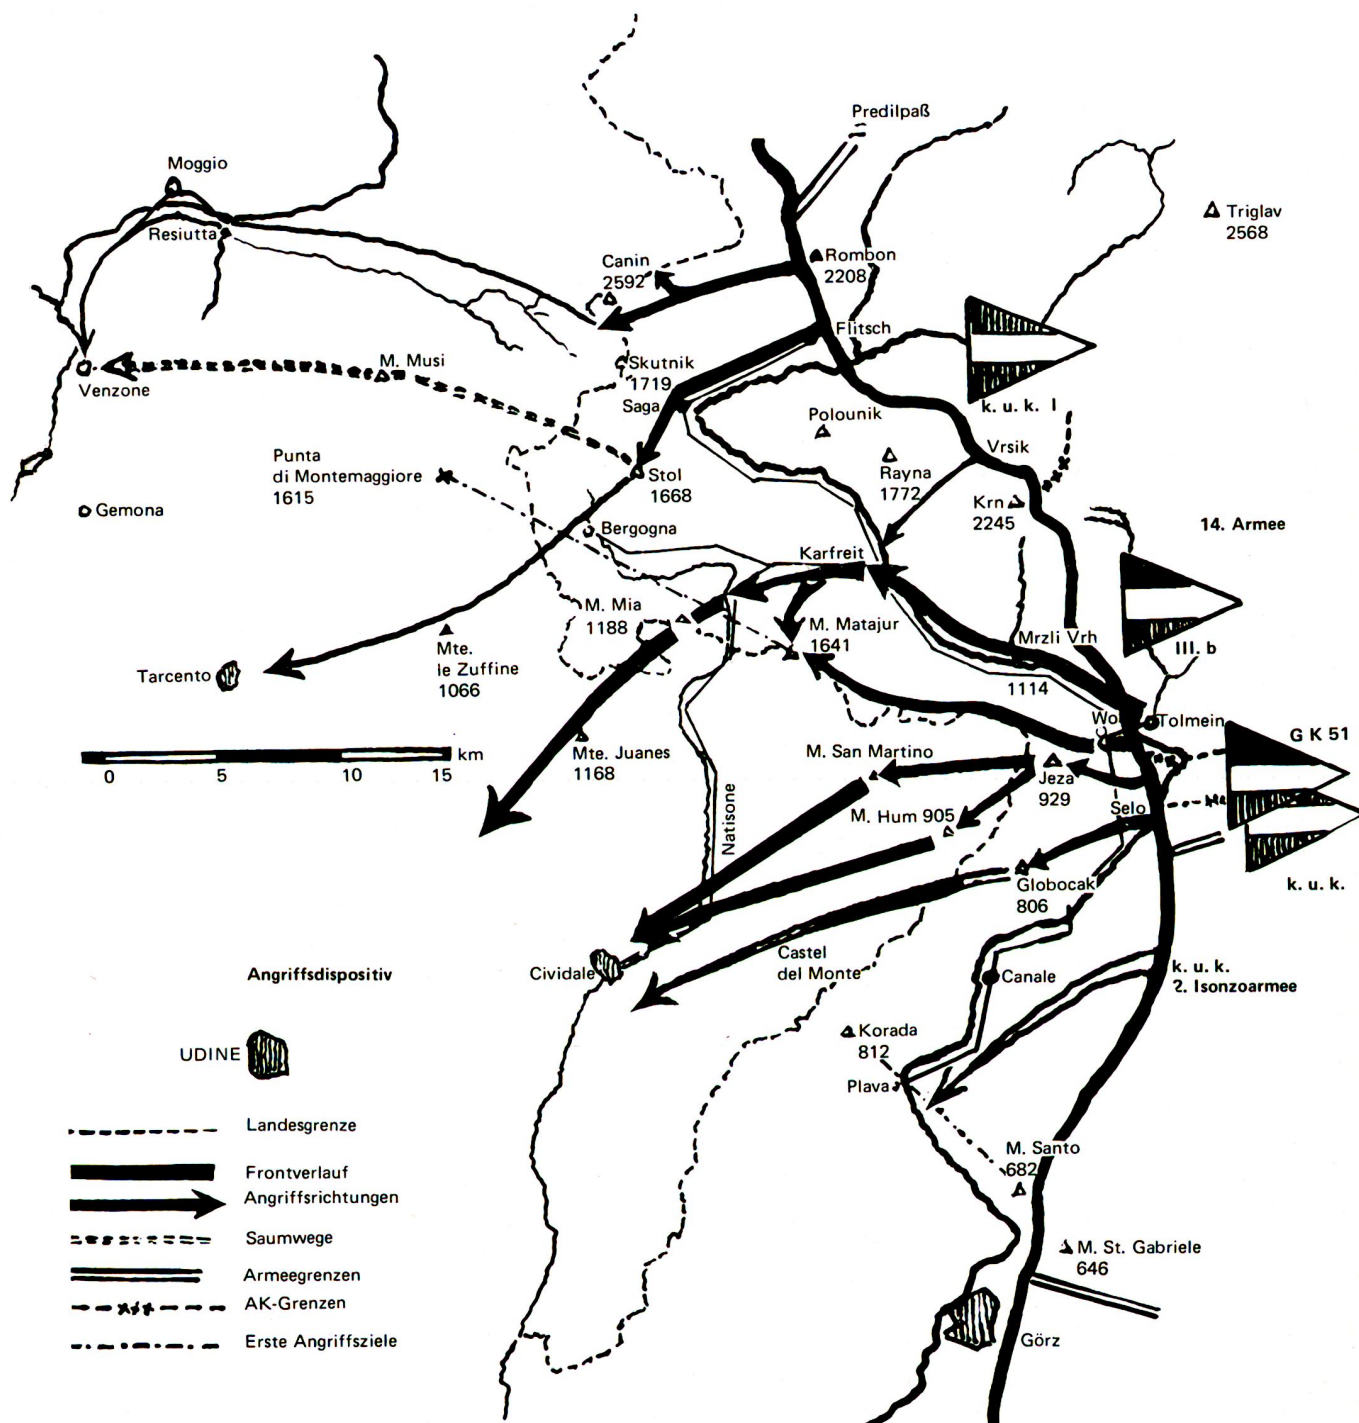 Predilpaß
Moggio
Resiutta
Triglav
2568
Canin
2592
Rombon
2208
Flitsch
M. Musi
Venzone
Skutnik
1719
Saga
k. u. k. I
Polounik
Vrsik
Punta
di Montemaggiore
1615
Stol
1668
Rayna
1772
Krn
2245
Gemona
Bergogna
Karfreit
14. Armee
M. Mia
1188
M. Matajur
1641
Mrzli Vrh
1114
III. b
Tarcento
Mte.
le Zuffine
1066
Tolmein
G K 51
km
0 5 10 15
Mte. Juanes
1168
M. San Martino
Jeza
929
Selo
M. Hum 905
Natisone
Globocak
806
k. u. k.
Angriffsdispositiv
Cividale
Castel
del Monte
Canale
k. u. k.
2. Isonzoarmee
UDINE
Korada
812
Plava
Landesgrenze
M. Santo
682
Frontverlauf
Angriffsrichtungen
Saumwege
M. St. Gabriele
646
Armeegrenzen
AK-Grenzen
Erste Angriffsziele
Görz